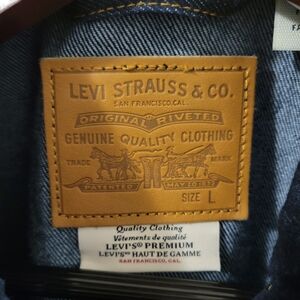 LEVI STRAUSS & CO.
SAN FRANCISCO, CAL.
ORIGINAL RIVETED
GENUINE QUALITY CLOTHING
TRADE MARK
PATENTED MAY 20 1873
SIZE L
Quality Clothing
Vêtements de qualité
LEVI'S® PREMIUM
LEVI'S® HAUT DE GAMME
SAN FRANCISCO, CAL.
FA